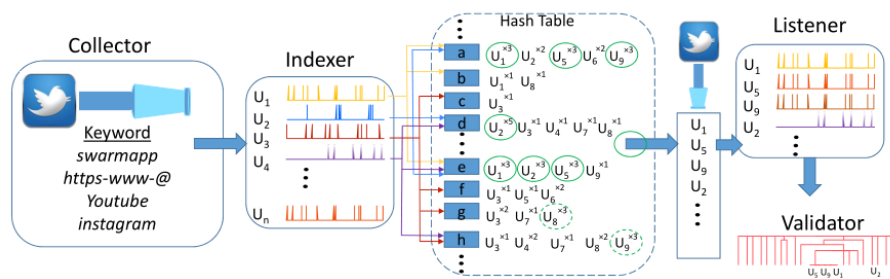 Collector
Keyword
swarmapp
https-www-@
Youtube
instagram
Indexer
U1
U2
U3
U4
Un
Hash Table
a U1×3 U2×2 U5×3 U6×2 U9×3
b U1×1 U8×1
c U3×1
d U2×5 U3×1 U4×1 U7×1 U8×1
e U1×3 U2×3 U5×3 U9×1
f U3×1 U5×1 U6×2
g U3×2 U7×1 U8×3
h U3×1 U4×2 U7×1 U8×2 U9×3
U1
U5
U9
U2
Listener
U1
U5
U9
U2
Validator
U5 U9 U1 U2